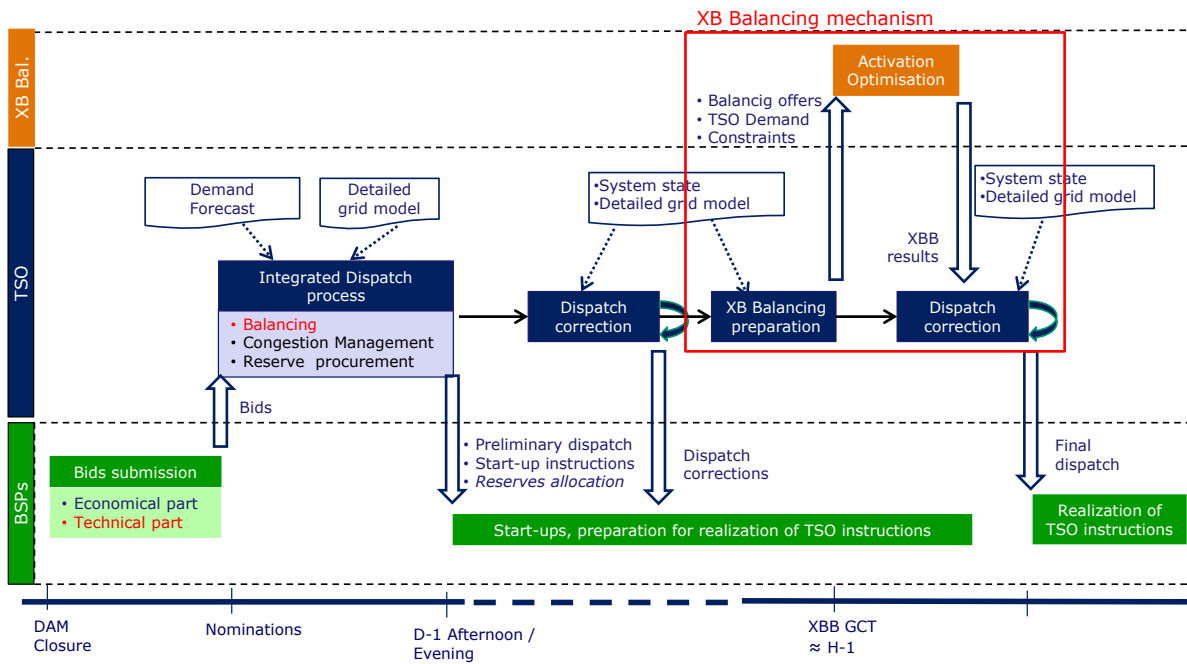 XB Balancing mechanism
XB Bal.
Activation
Optimisation
• Balancig offers
• TSO Demand
• Constraints
TSO
Demand
Forecast
Detailed
grid model
•System state
•Detailed grid model
•System state
•Detailed grid model
XBB
results
Integrated Dispatch
process
• Balancing
• Congestion Management
• Reserve procurement
Dispatch
correction
XB Balancing
preparation
Dispatch
correction
Bids
BSPs
Bids submission
• Economical part
• Technical part
• Preliminary dispatch
• Start-up instructions
• Reserves allocation
Dispatch
corrections
Final
dispatch
Start-ups, preparation for realization of TSO instructions
Realization of
TSO instructions
DAM
Closure
Nominations
D-1 Afternoon /
Evening
XBB GCT
≈ H-1